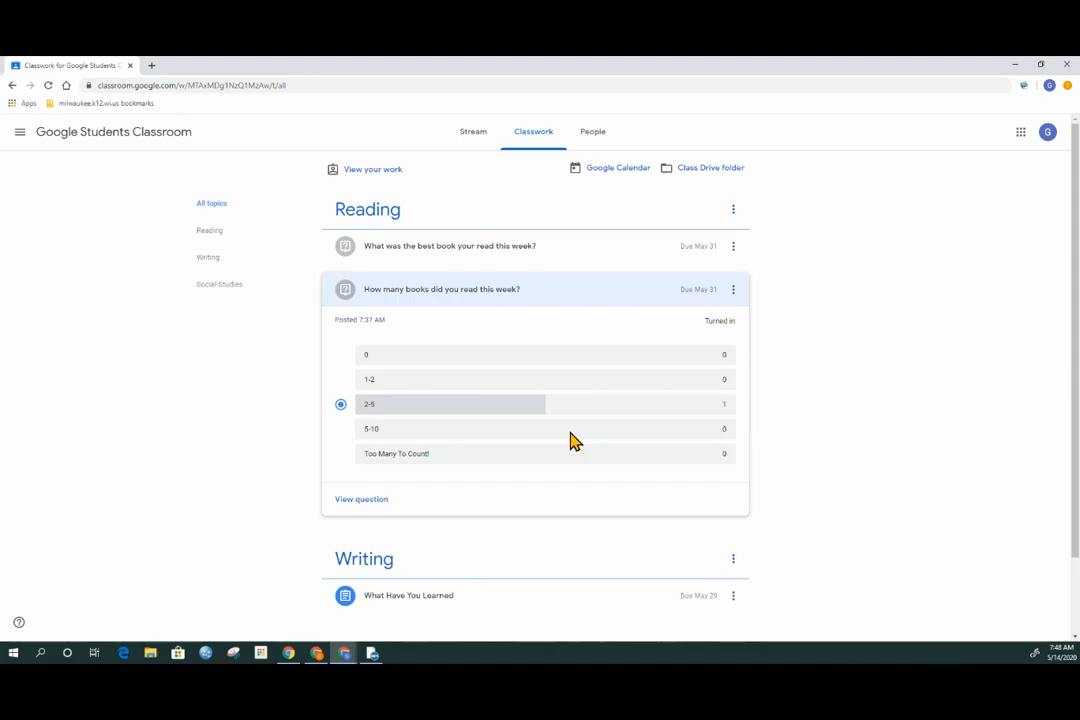 Classwork for Google Students C
classroom.google.com/w/MTAxMDg1NzQ1MzAw/t/all
Apps milwaukee.k12.wi.us bookmarks
Google Students Classroom
Stream Classwork People
G
G
View your work
Google Calendar
Class Drive folder
All topics
Reading
Writing
Social Studies
Reading
What was the best book your read this week? Due May 31
How many books did you read this week? Due May 31
Posted 7:37 AM Turned in
0 0
1-2 0
2-5 1
5-10 0
Too Many To Count! 0
View question
Writing
What Have You Learned Due May 29
7:48 AM
5/14/2020